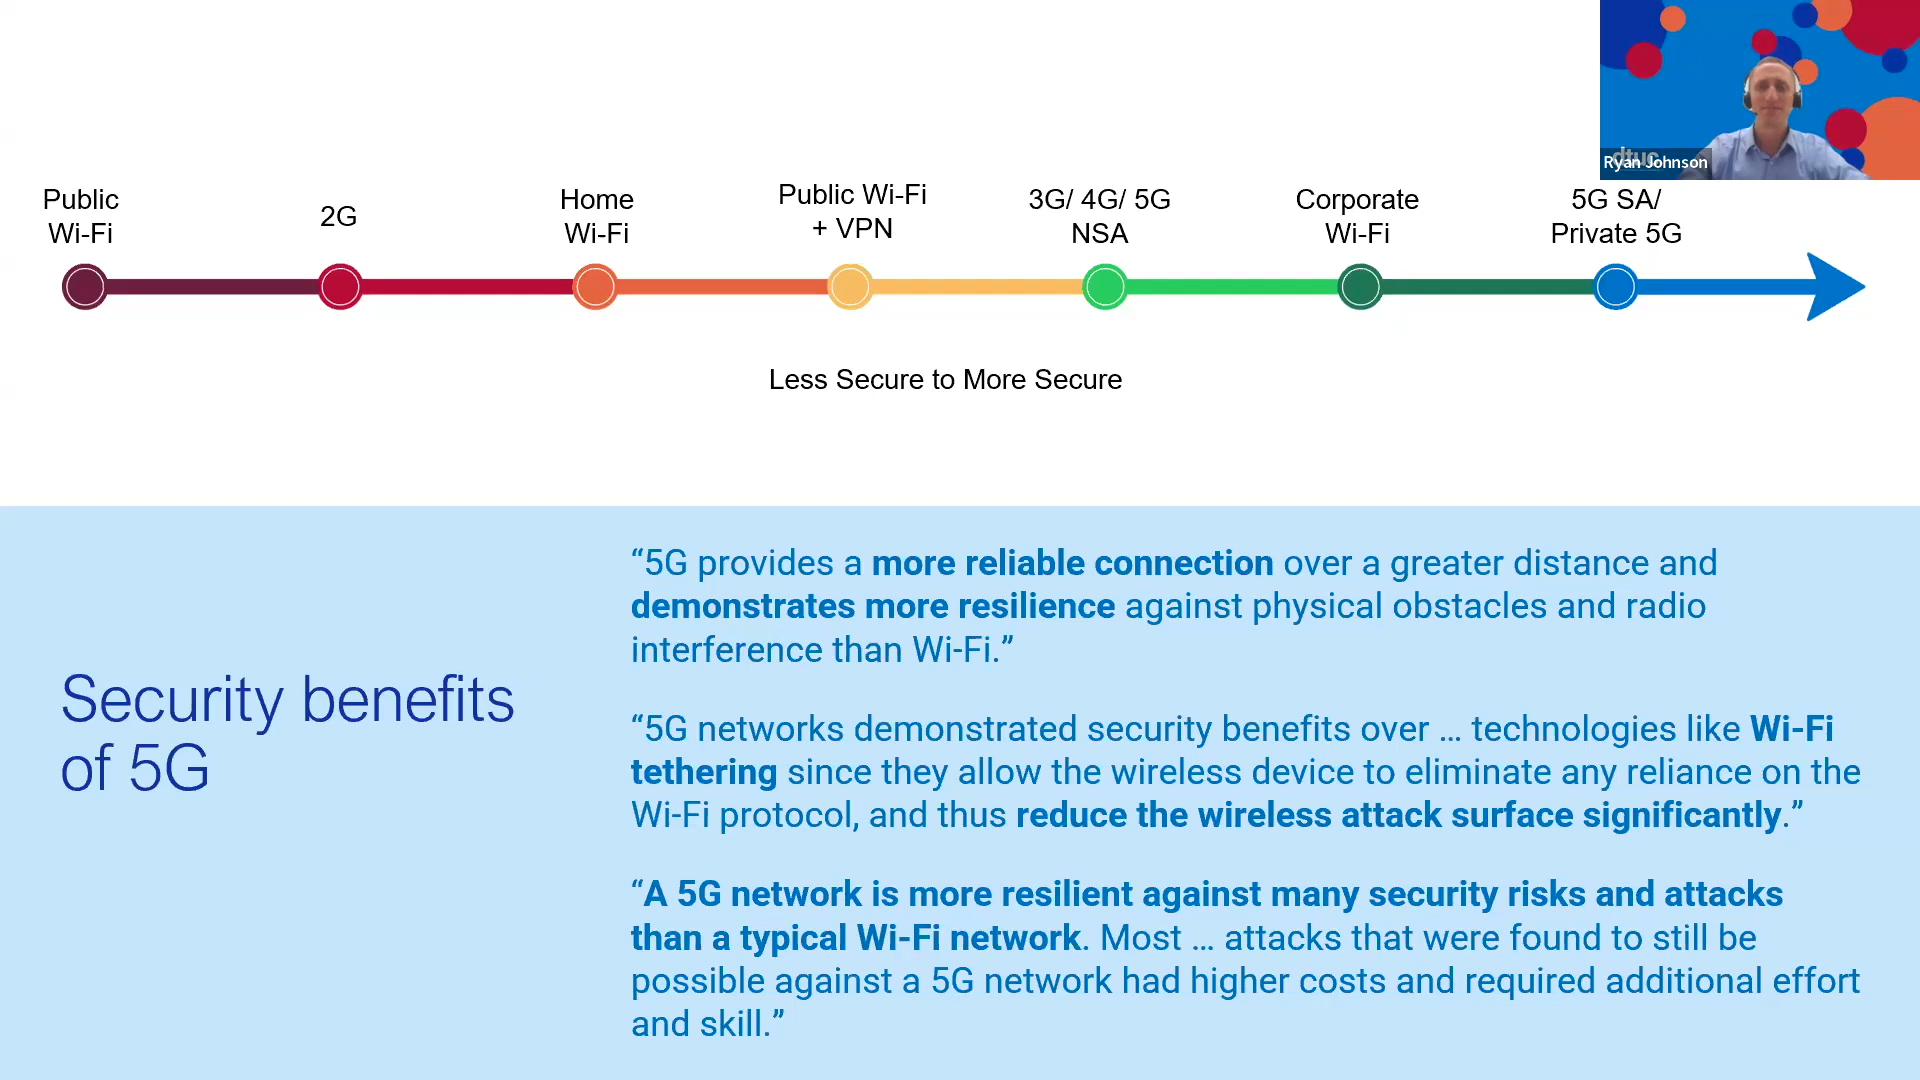 Public
Wi-Fi
2G
Home
Wi-Fi
Public Wi-Fi
+ VPN
3G/ 4G/ 5G
NSA
Corporate
Wi-Fi
5G SA/
Private 5G
Ryan Johnson
Less Secure to More Secure
Security benefits
of 5G
“5G provides a more reliable connection over a greater distance and
demonstrates more resilience against physical obstacles and radio
interference than Wi-Fi.”
“5G networks demonstrated security benefits over … technologies like Wi-Fi
tethering since they allow the wireless device to eliminate any reliance on the
Wi-Fi protocol, and thus reduce the wireless attack surface significantly.”
“A 5G network is more resilient against many security risks and attacks
than a typical Wi-Fi network. Most … attacks that were found to still be
possible against a 5G network had higher costs and required additional effort
and skill.”